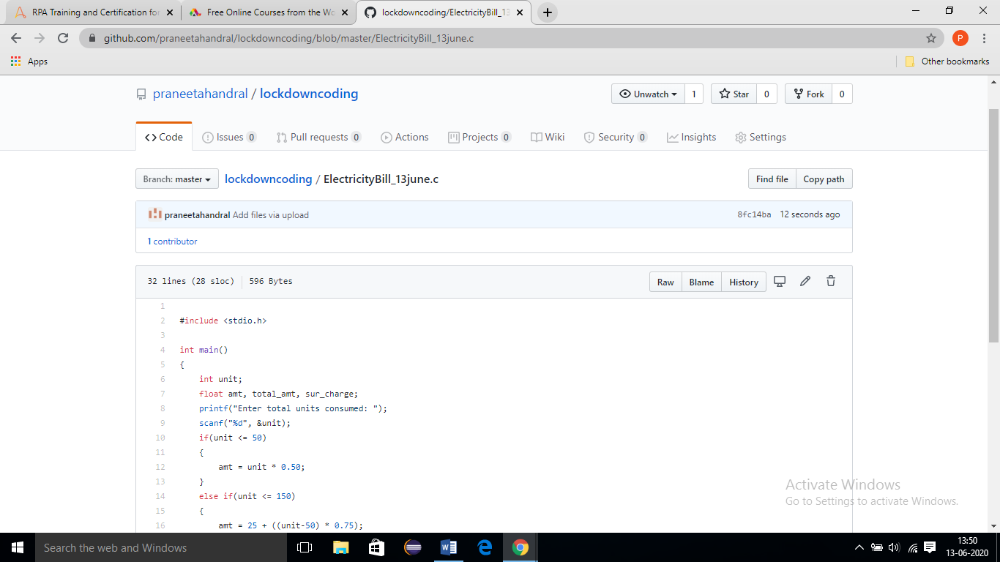 RPA Training and Certification for
Free Online Courses from the Wo
lockdowncoding/ElectricityBill_13
github.com/praneetahandral/lockdowncoding/blob/master/ElectricityBill_13june.c
P
Apps
Other bookmarks
praneetahandral / lockdowncoding
Unwatch 1 Star 0 Fork 0
Code Issues 0 Pull requests 0 Actions Projects 0 Wiki Security 0 Insights Settings
Branch: master lockdowncoding / ElectricityBill_13june.c Find file Copy path
praneetahandral Add files via upload 8fc14ba 12 seconds ago
1 contributor
32 lines (28 sloc) 596 Bytes Raw Blame History
1
2 #include <stdio.h>
3
4 int main()
5 {
6 int unit;
7 float amt, total_amt, sur_charge;
8 printf("Enter total units consumed: ");
9 scanf("%d", &unit);
10 if(unit <= 50)
11 {
12 amt = unit * 0.50;
13 }
14 else if(unit <= 150)
15 {
16 amt = 25 + ((unit-50) * 0.75);
Activate Windows
Go to Settings to activate Windows.
Search the web and Windows
13:50
13-06-2020